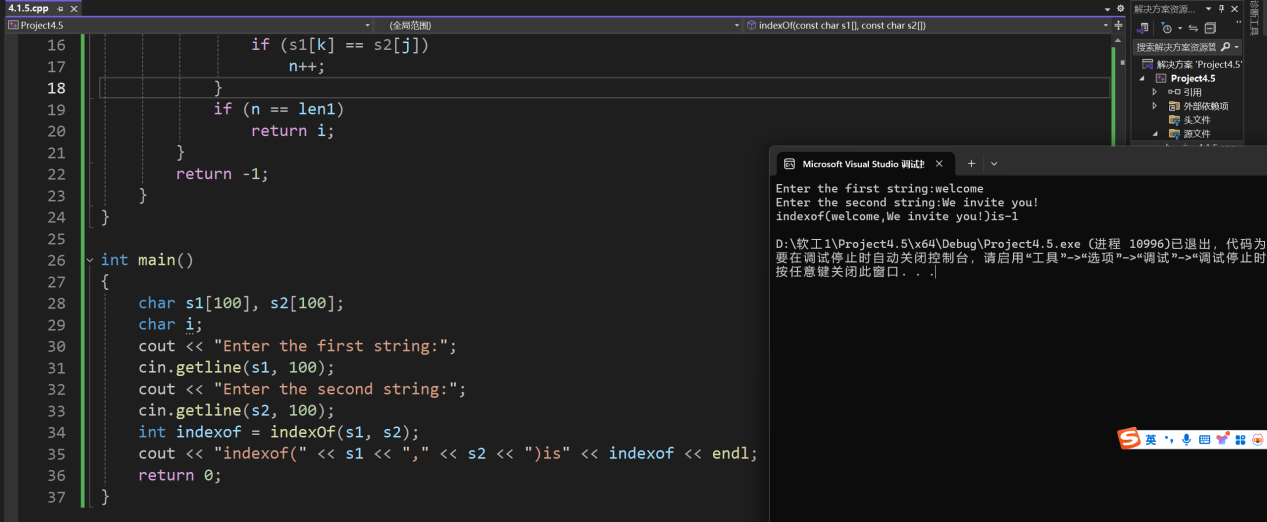 4.1.5.cpp
Project4.5
(全局范围)
indexOf(const char s1[], const char s2[])
解决方案资源...
诊断工具
搜索解决方案资源管
解决方案 'Project4.5'
Project4.5
引用
外部依赖项
头文件
源文件
16 if (s1[k] == s2[j])
17 n++;
18 }
19 if (n == len1)
20 return i;
21 }
22 return -1;
23 }
24 }
25
26 int main()
27 {
28 char s1[100], s2[100];
29 char i;
30 cout << "Enter the first string:";
31 cin.getline(s1, 100);
32 cout << "Enter the second string:";
33 cin.getline(s2, 100);
34 int indexof = indexOf(s1, s2);
35 cout << "indexof(" << s1 << "," << s2 << ")is" << indexof << endl;
36 return 0;
37 }
Microsoft Visual Studio 调试
Enter the first string:welcome
Enter the second string:We invite you!
indexof(welcome,We invite you!)is-1
D:\软工1\Project4.5\x64\Debug\Project4.5.exe (进程 10996)已退出，代码为
要在调试停止时自动关闭控制台，请启用“工具”->“选项”->“调试”->“调试停止时
按任意键关闭此窗口. . .
S 英